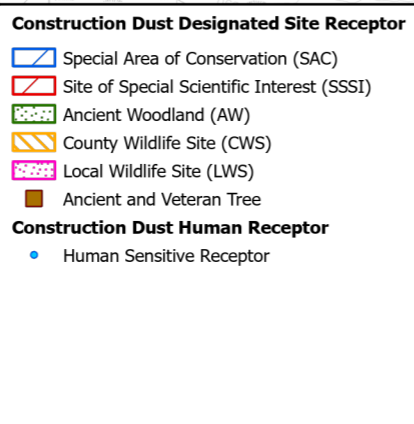 Construction Dust Designated Site Receptor
Special Area of Conservation (SAC)
Site of Special Scientific Interest (SSSI)
Ancient Woodland (AW)
County Wildlife Site (CWS)
Local Wildlife Site (LWS)
Ancient and Veteran Tree
Construction Dust Human Receptor
Human Sensitive Receptor